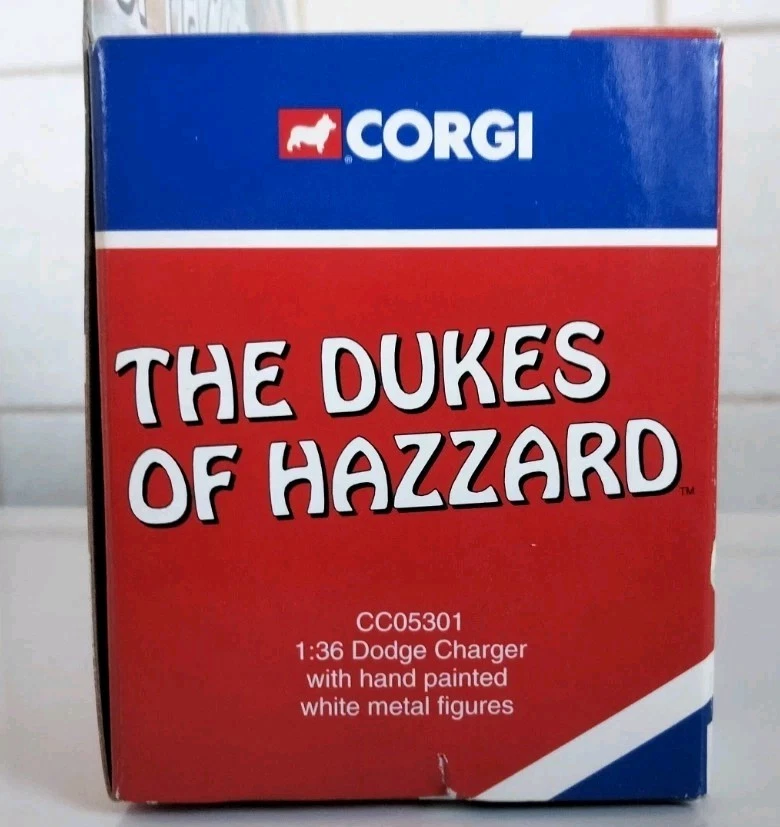 CORGI
THE DUKES
OF HAZZARD
TM
CC05301
1:36 Dodge Charger
with hand painted
white metal figures